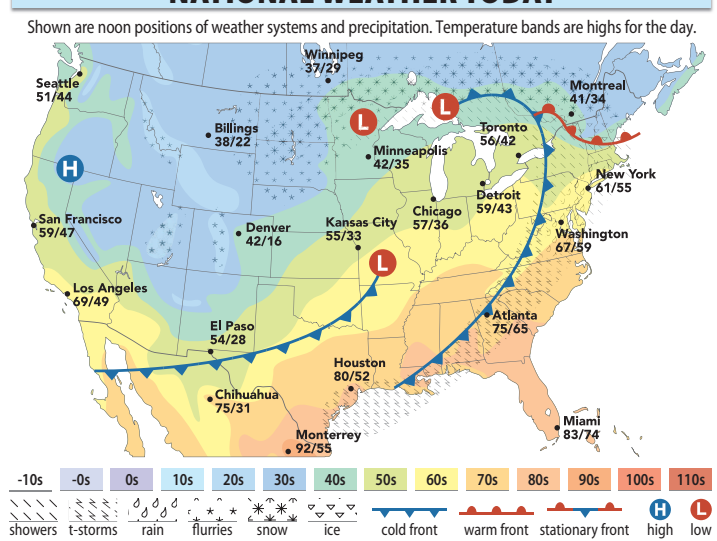 NATIONAL WEATHER TODAY
Shown are noon positions of weather systems and precipitation. Temperature bands are highs for the day.
Winnipeg
37/29
Seattle
51/44
Montreal
41/34
L
L
Billings
38/22
Toronto
56/42
Minneapolis
42/35
H
New York
61/55
Detroit
59/43
Chicago
57/36
San Francisco
59/47
Denver
42/16
Kansas City
55/33
Washington
67/59
L
Los Angeles
69/49
Atlanta
75/65
El Paso
54/28
Houston
80/52
Chihuahua
75/31
Miami
83/74
Monterrey
92/55
-10s -0s 0s 10s 20s 30s 40s 50s 60s 70s 80s 90s 100s 110s
H L
showers t-storms rain flurries snow ice cold front warm front stationary front high low